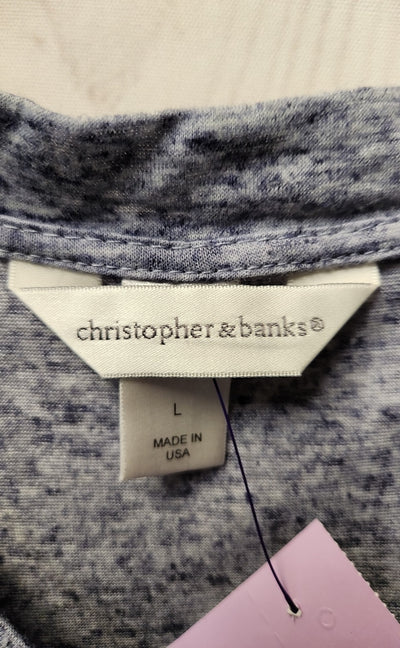 christopher & banks®
L
MADE IN
USA